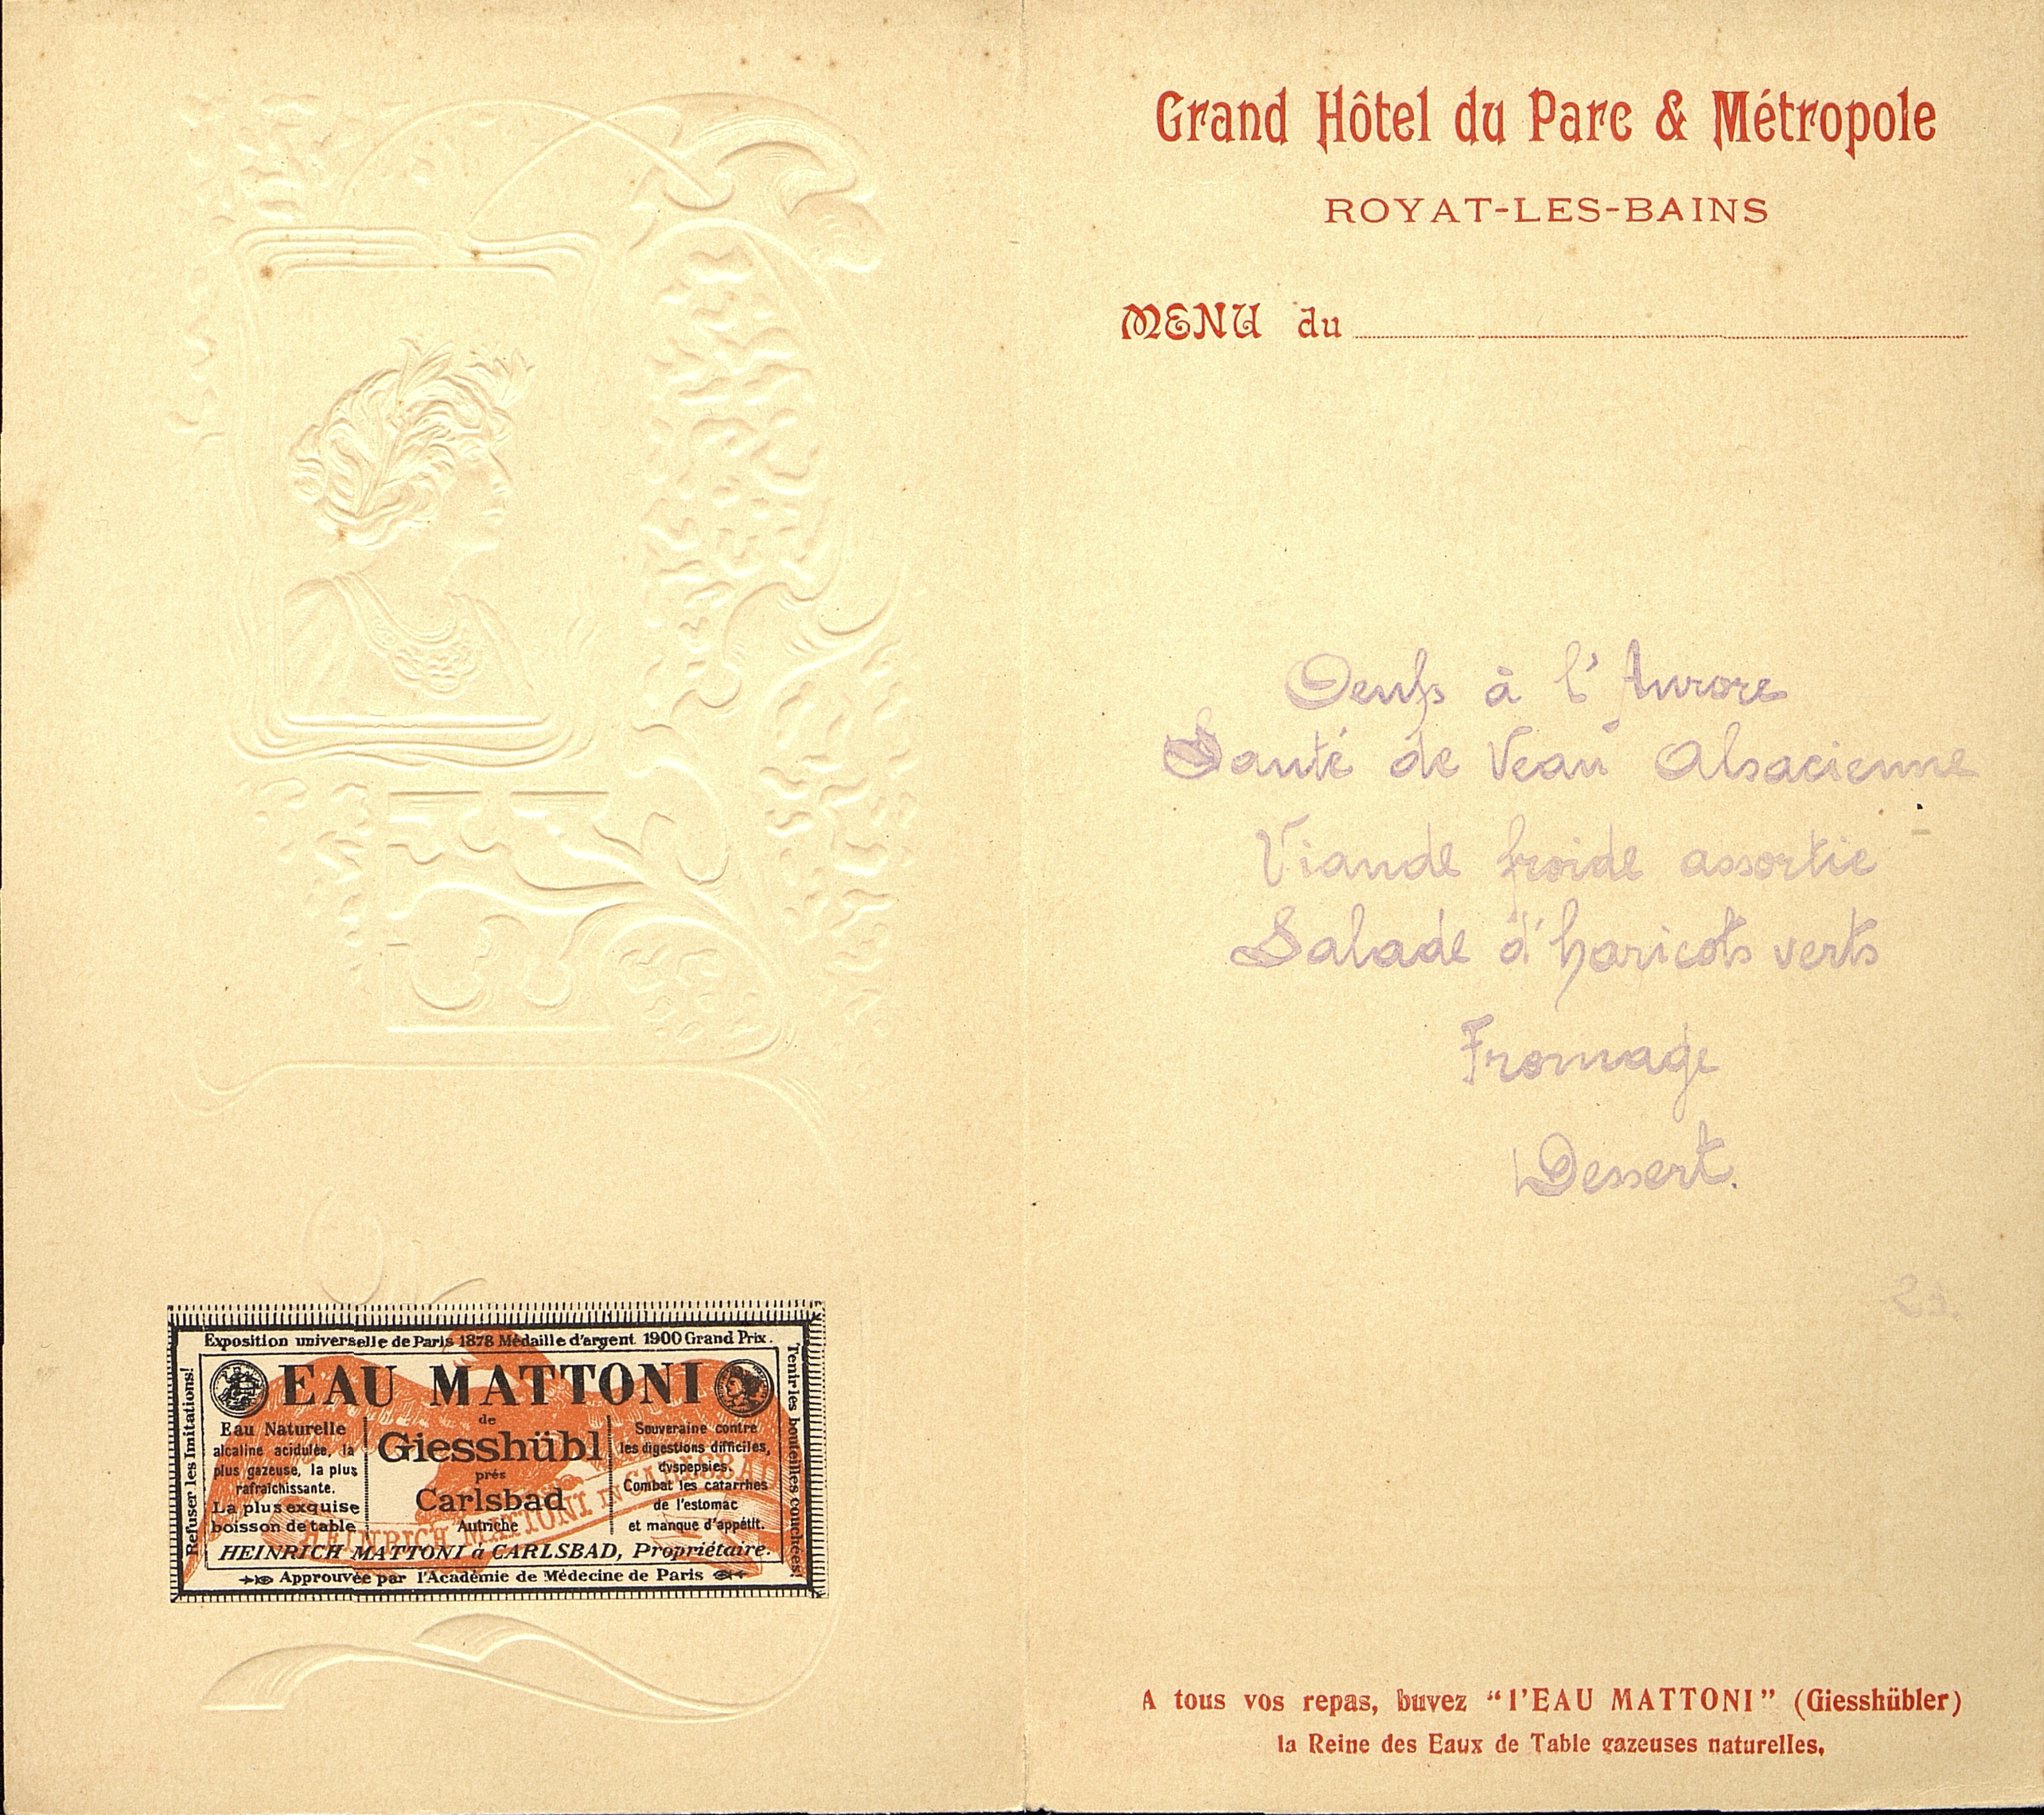 Exposition universelle de Paris 1878 Médaille d'argent. 1900 Grand Prix.
Refuser les Imitations!
EAU MATTONI
de
Giesshübl
près
Carlsbad
Autriche
Eau Naturelle
alcaline acidulée, la
plus gazeuse, la plus
rafraîchissante.
La plus exquise
boisson de table
Souveraine contre
les digestions difficiles,
dyspepsies.
Combat les catarrhes
de l'estomac
et manque d'appétit.
Tenir les bouteilles couchées!
HEINRICH MATTONI IN CARLSBAD
HEINRICH MATTONI à CARLSBAD, Propriétaire.
Approuvée par l'Académie de Médecine de Paris
Grand Hôtel du Parc & Métropole
ROYAT-LES-BAINS
MENU du
Oeufs à l'Aurore
Sauté de Veau Alsacienne
Viande froide assortie
Salade d'haricots verts
Fromage
Dessert.
A tous vos repas, buvez “l'EAU MATTONI” (Giesshübler)
la Reine des Eaux de Table gazeuses naturelles.